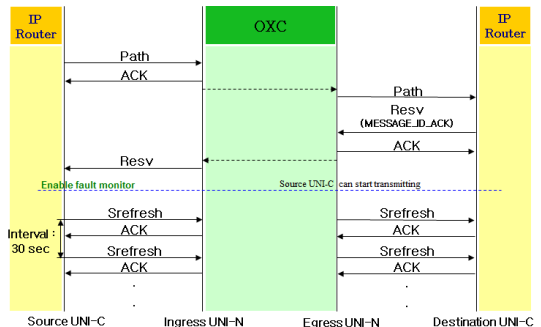 IP
Router
OXC
IP
Router
Path
ACK
Path
Resv
(MESSAGE_ID_ACK)
ACK
Resv
Enable fault monitor
Source UNI-C can start transmitting
Srefresh
Srefresh
Interval :
30 sec
ACK
ACK
Srefresh
Srefresh
ACK
ACK
.
.
.
.
Source UNI-C
Ingress UNI-N
Egress UNI-N
Destination UNI-C